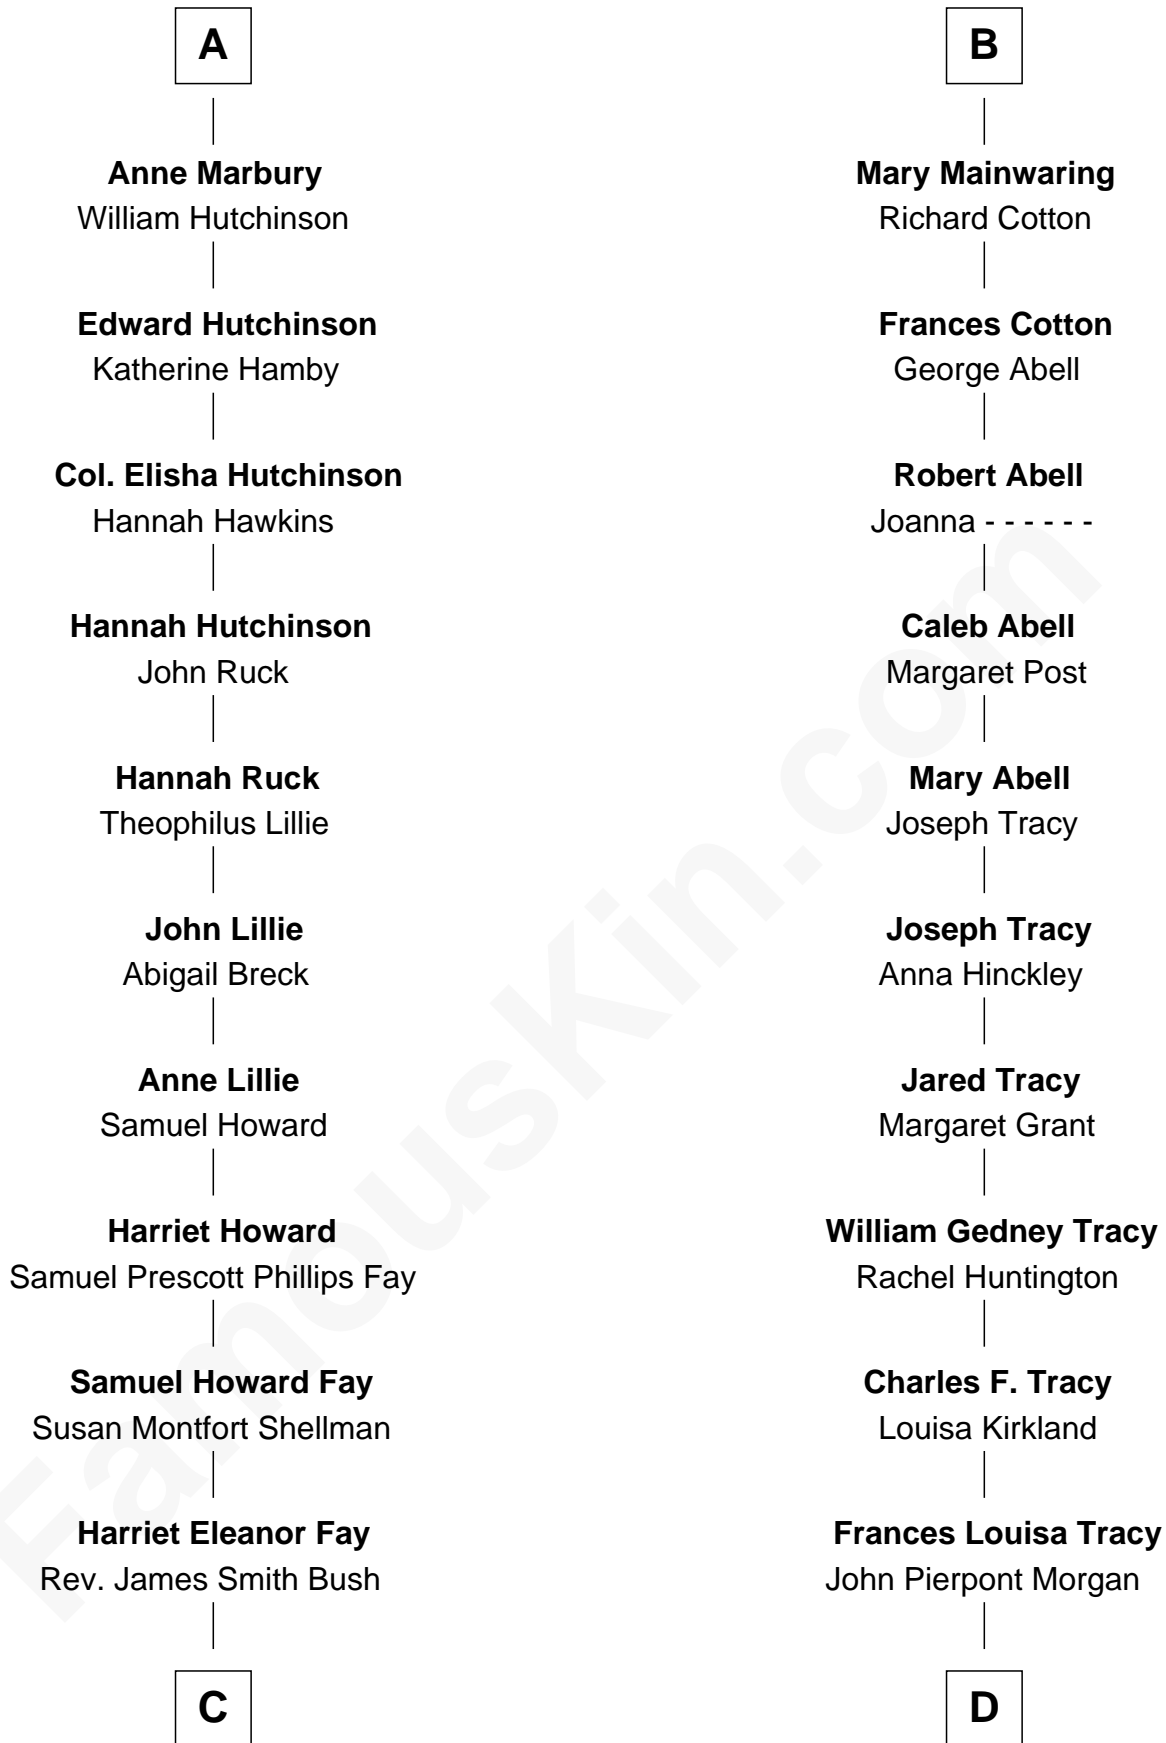 A
Anne Marbury
William Hutchinson
Edward Hutchinson
Katherine Hamby
Col. Elisha Hutchinson
Hannah Hawkins
Hannah Hutchinson
John Ruck
Hannah Ruck
Theophilus Lillie
John Lillie
Abigail Breck
Anne Lillie
Samuel Howard
Harriet Howard
Samuel Prescott Phillips Fay
Samuel Howard Fay
Susan Montfort Shellman
Harriet Eleanor Fay
Rev. James Smith Bush
C
B
Mary Mainwaring
Richard Cotton
Frances Cotton
George Abell
Robert Abell
Joanna - - - - - -
Caleb Abell
Margaret Post
Mary Abell
Joseph Tracy
Joseph Tracy
Anna Hinckley
Jared Tracy
Margaret Grant
William Gedney Tracy
Rachel Huntington
Charles F. Tracy
Louisa Kirkland
Frances Louisa Tracy
John Pierpont Morgan
D
FamousKin.com